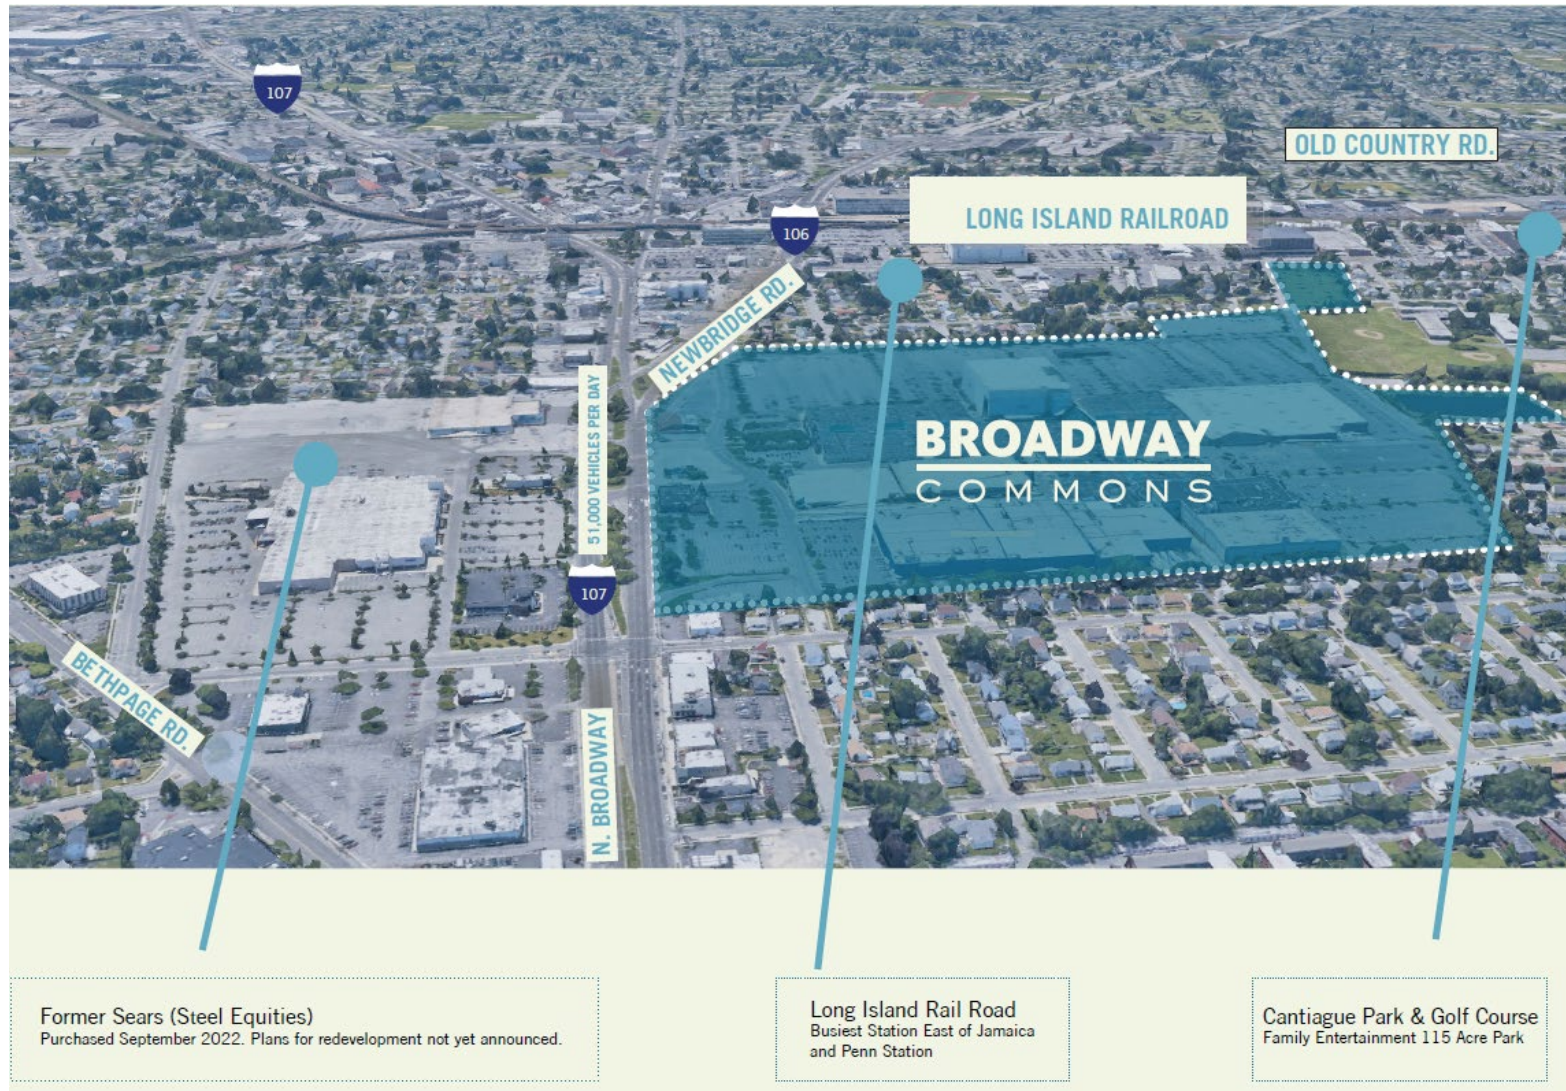 107
OLD COUNTRY RD.
LONG ISLAND RAILROAD
106
NEWBRIDGE RD.
51,000 VEHICLES PER DAY
BROADWAY
COMMONS
107
BETHPAGE RD.
N. BROADWAY
Former Sears (Steel Equities)
Purchased September 2022. Plans for redevelopment not yet announced.
Long Island Rail Road
Busiest Station East of Jamaica
and Penn Station
Cantiague Park & Golf Course
Family Entertainment 115 Acre Park